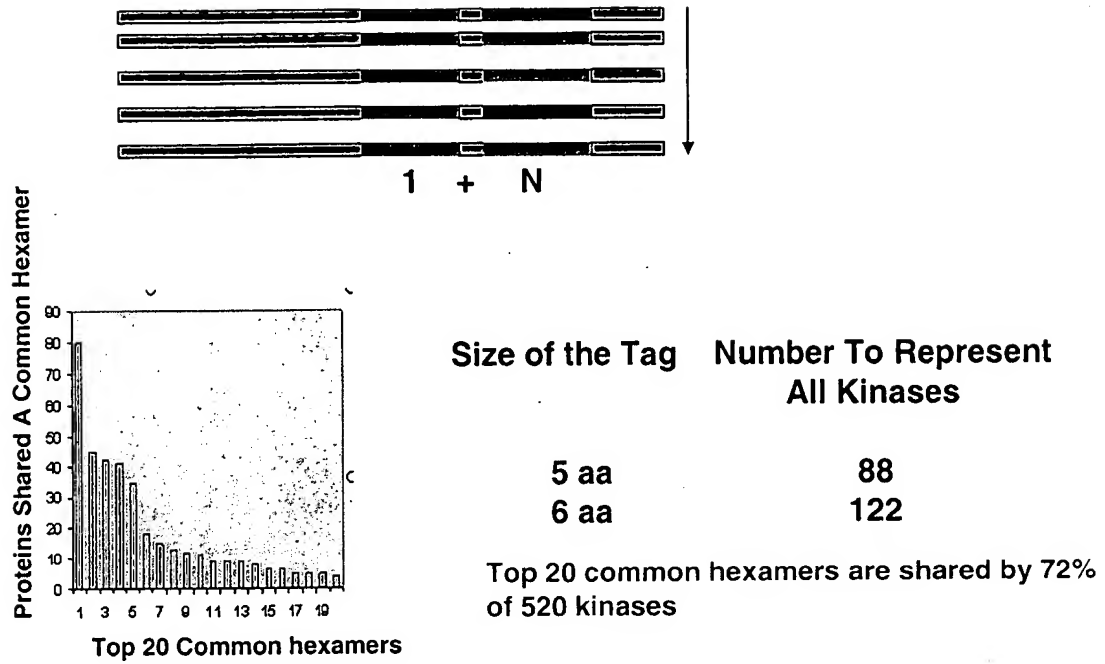 1 + N
Proteins Shared A Common Hexamer
90
80
70
60
50
40
30
20
10
0
1 3 5 7 9 11 13 15 17 19
Top 20 Common hexamers
Size of the Tag Number To Represent
All Kinases
5 aa 88
6 aa 122
Top 20 common hexamers are shared by 72%
of 520 kinases